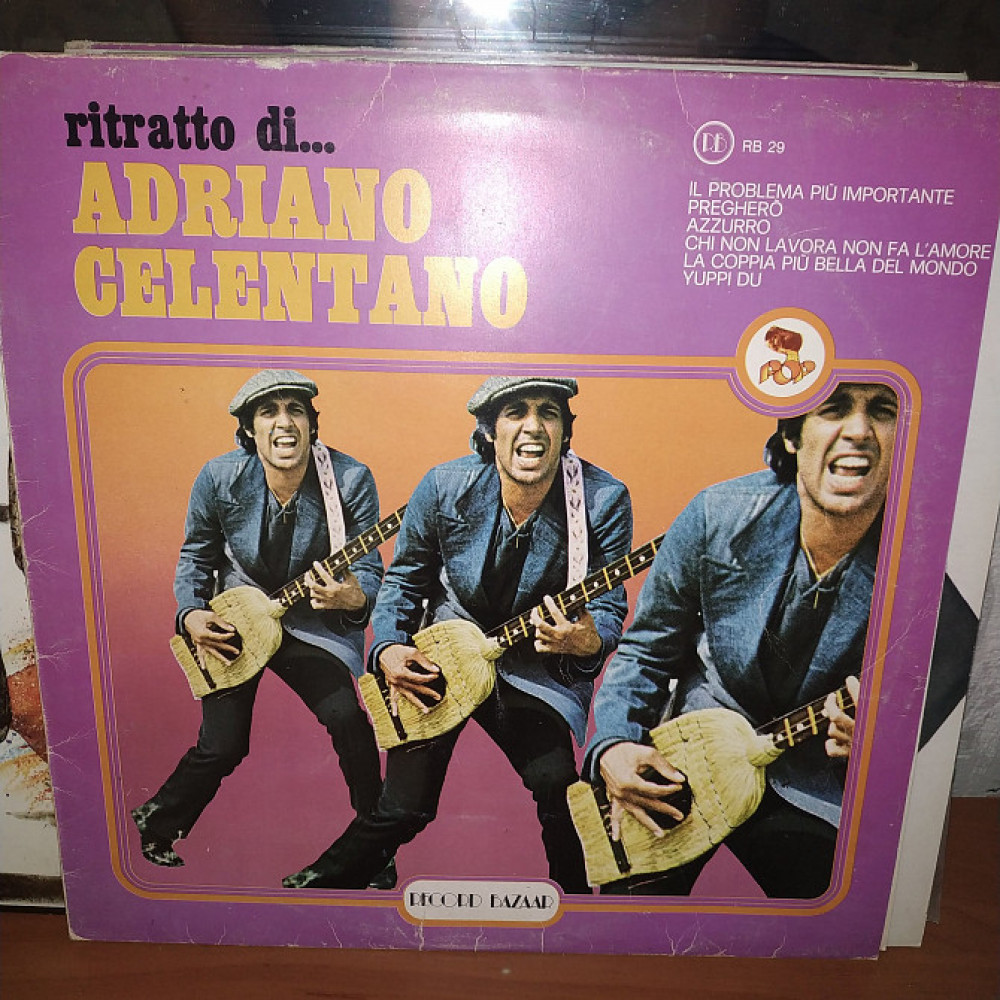 ritratto di...
ADRIANO
CELENTANO
RB RB 29
IL PROBLEMA PIÙ IMPORTANTE
PREGHERÒ
AZZURRO
CHI NON LAVORA NON FA L'AMORE
LA COPPIA PIÙ BELLA DEL MONDO
YUPPI DU
POP
RECORD BAZAAR